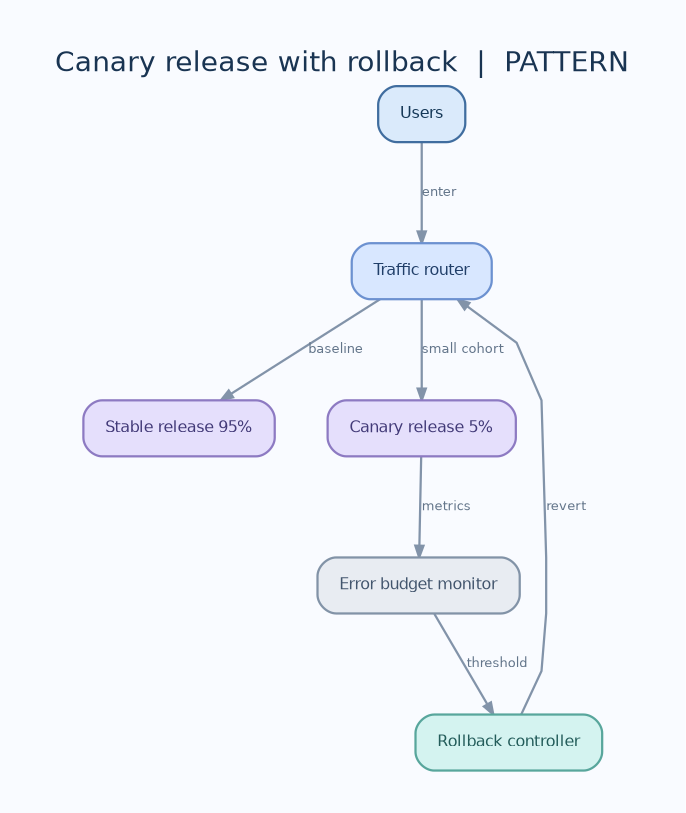 Canary release with rollback | PATTERN
Users
enter
Traffic router
baseline
small cohort
Stable release 95%
Canary release 5%
metrics
revert
Error budget monitor
threshold
Rollback controller